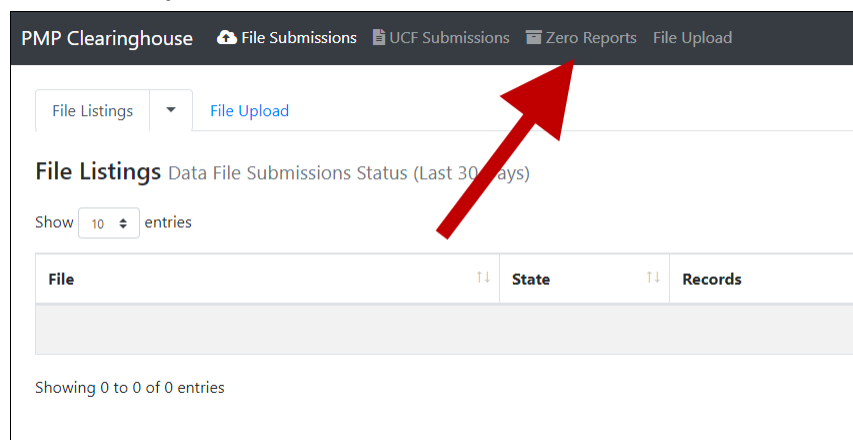 PMP Clearinghouse File Submissions UCF Submissions Zero Reports File Upload
File Listings File Upload
File Listings Data File Submissions Status (Last 30 Days)
Show 10 entries
File State Records
Showing 0 to 0 of 0 entries